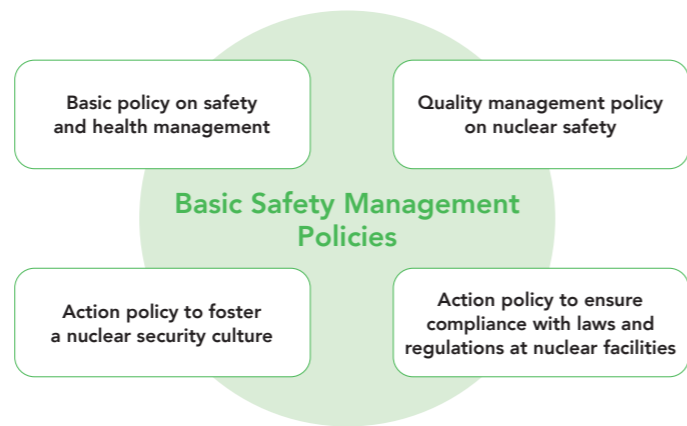 Basic policy on safety
and health management
Quality management policy
on nuclear safety
Basic Safety Management
Policies
Action policy to foster
a nuclear security culture
Action policy to ensure
compliance with laws and
regulations at nuclear facilities